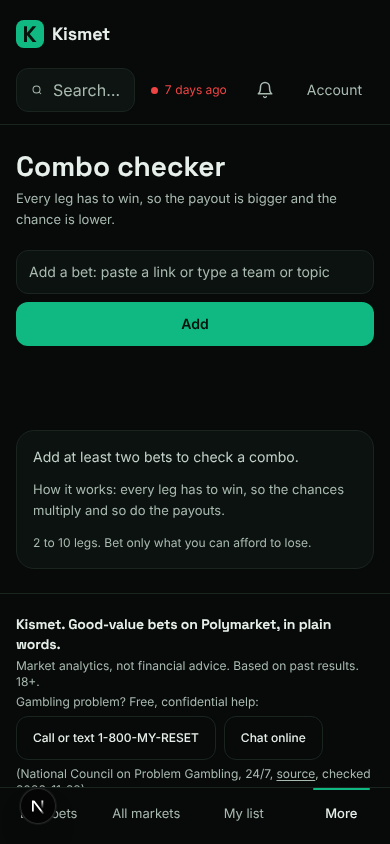 K Kismet
Search...
7 days ago
Account
Combo checker
Every leg has to win, so the payout is bigger and the
chance is lower.
Add a bet: paste a link or type a team or topic
Add
Add at least two bets to check a combo.
How it works: every leg has to win, so the chances
multiply and so do the payouts.
2 to 10 legs. Bet only what you can afford to lose.
Kismet. Good-value bets on Polymarket, in plain
words.
Market analytics, not financial advice. Based on past results.
18+.
Gambling problem? Free, confidential help:
Call or text 1-800-MY-RESET
Chat online
(National Council on Problem Gambling, 24/7, source, checked
N
bets
All markets
My list
More